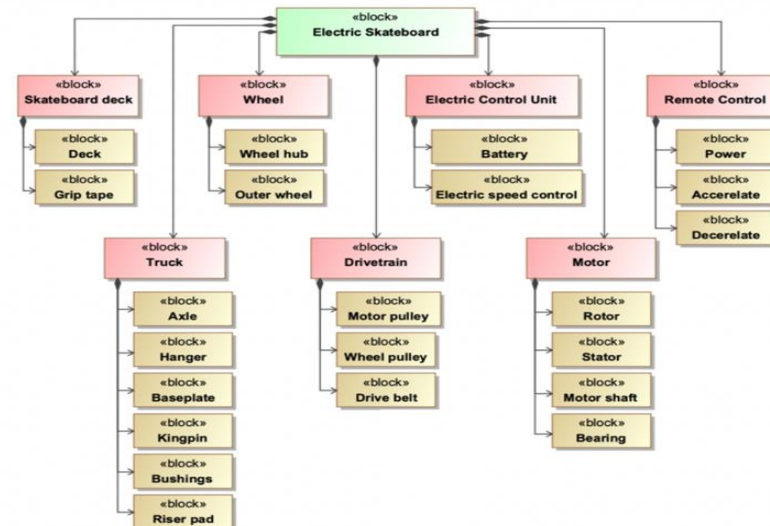 «block»
Electric Skateboard
«block»
Skateboard deck
«block»
Deck
«block»
Grip tape
«block»
Wheel
«block»
Wheel hub
«block»
Outer wheel
«block»
Electric Control Unit
«block»
Battery
«block»
Electric speed control
«block»
Remote Control
«block»
Power
«block»
Accerelate
«block»
Decerelate
«block»
Truck
«block»
Axle
«block»
Hanger
«block»
Baseplate
«block»
Kingpin
«block»
Bushings
«block»
Riser pad
«block»
Drivetrain
«block»
Motor pulley
«block»
Wheel pulley
«block»
Drive belt
«block»
Motor
«block»
Rotor
«block»
Stator
«block»
Motor shaft
«block»
Bearing